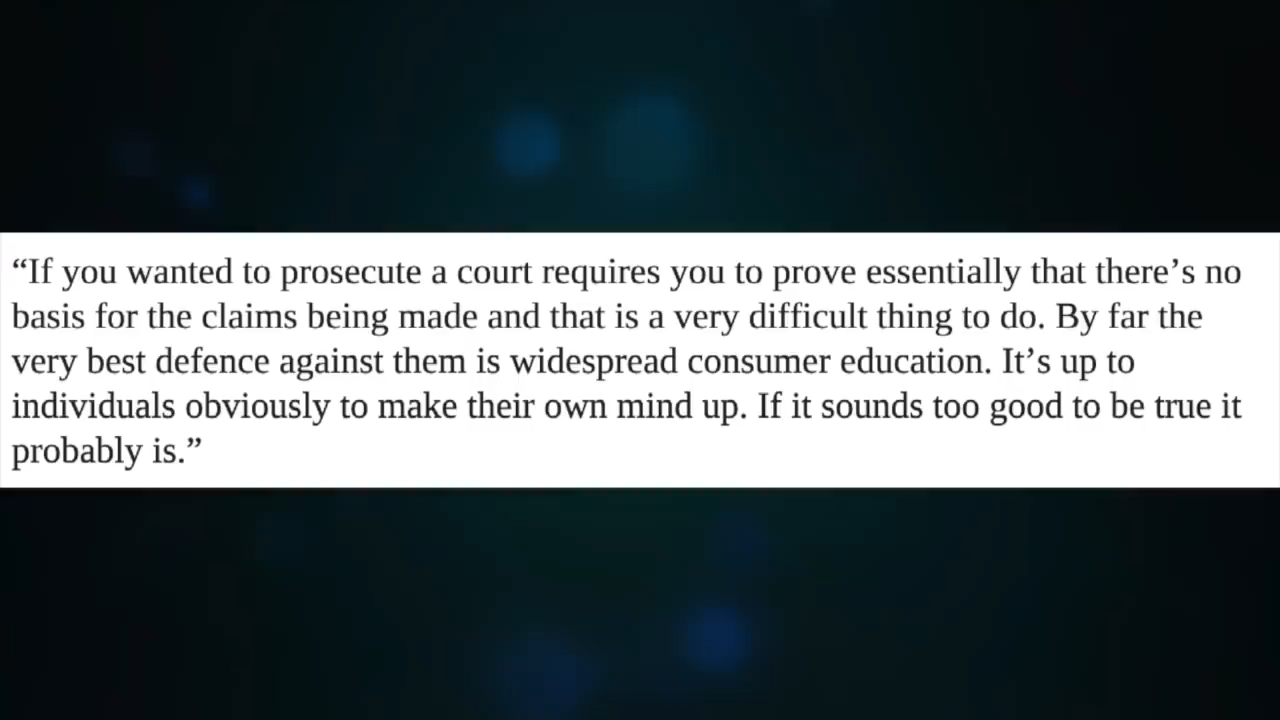 “If you wanted to prosecute a court requires you to prove essentially that there’s no
basis for the claims being made and that is a very difficult thing to do. By far the
very best defence against them is widespread consumer education. It’s up to
individuals obviously to make their own mind up. If it sounds too good to be true it
probably is.”